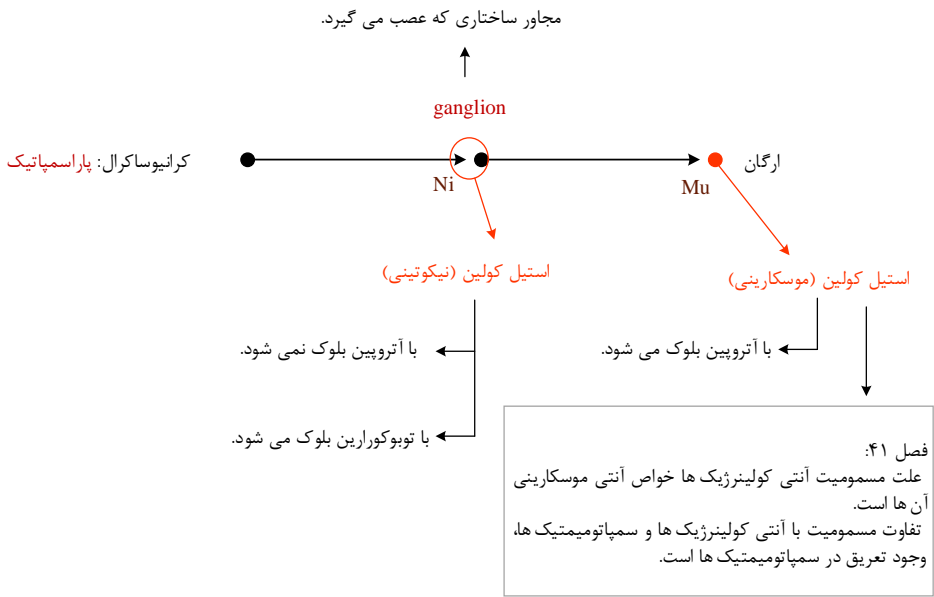 مجاور ساختاری که عصب می گیرد.
ganglion
کرانیوساکرال: پاراسمپاتیک
ارگان
Ni
Mu
استیل کولین (نیکوتینی)
استیل کولین (موسکارینی)
با آتروپین بلوک نمی شود.
با آتروپین بلوک می شود.
با توبوکورارین بلوک می شود.
فصل ۴۱:
علت مسمومیت آنتی کولینرژیک ها خواص آنتی موسکارینی
آن ها است.
تفاوت مسمومیت با آنتی کولینرژیک ها و سمپاتومیمتیک ها،
وجود تعریق در سمپاتومیمتیک ها است.